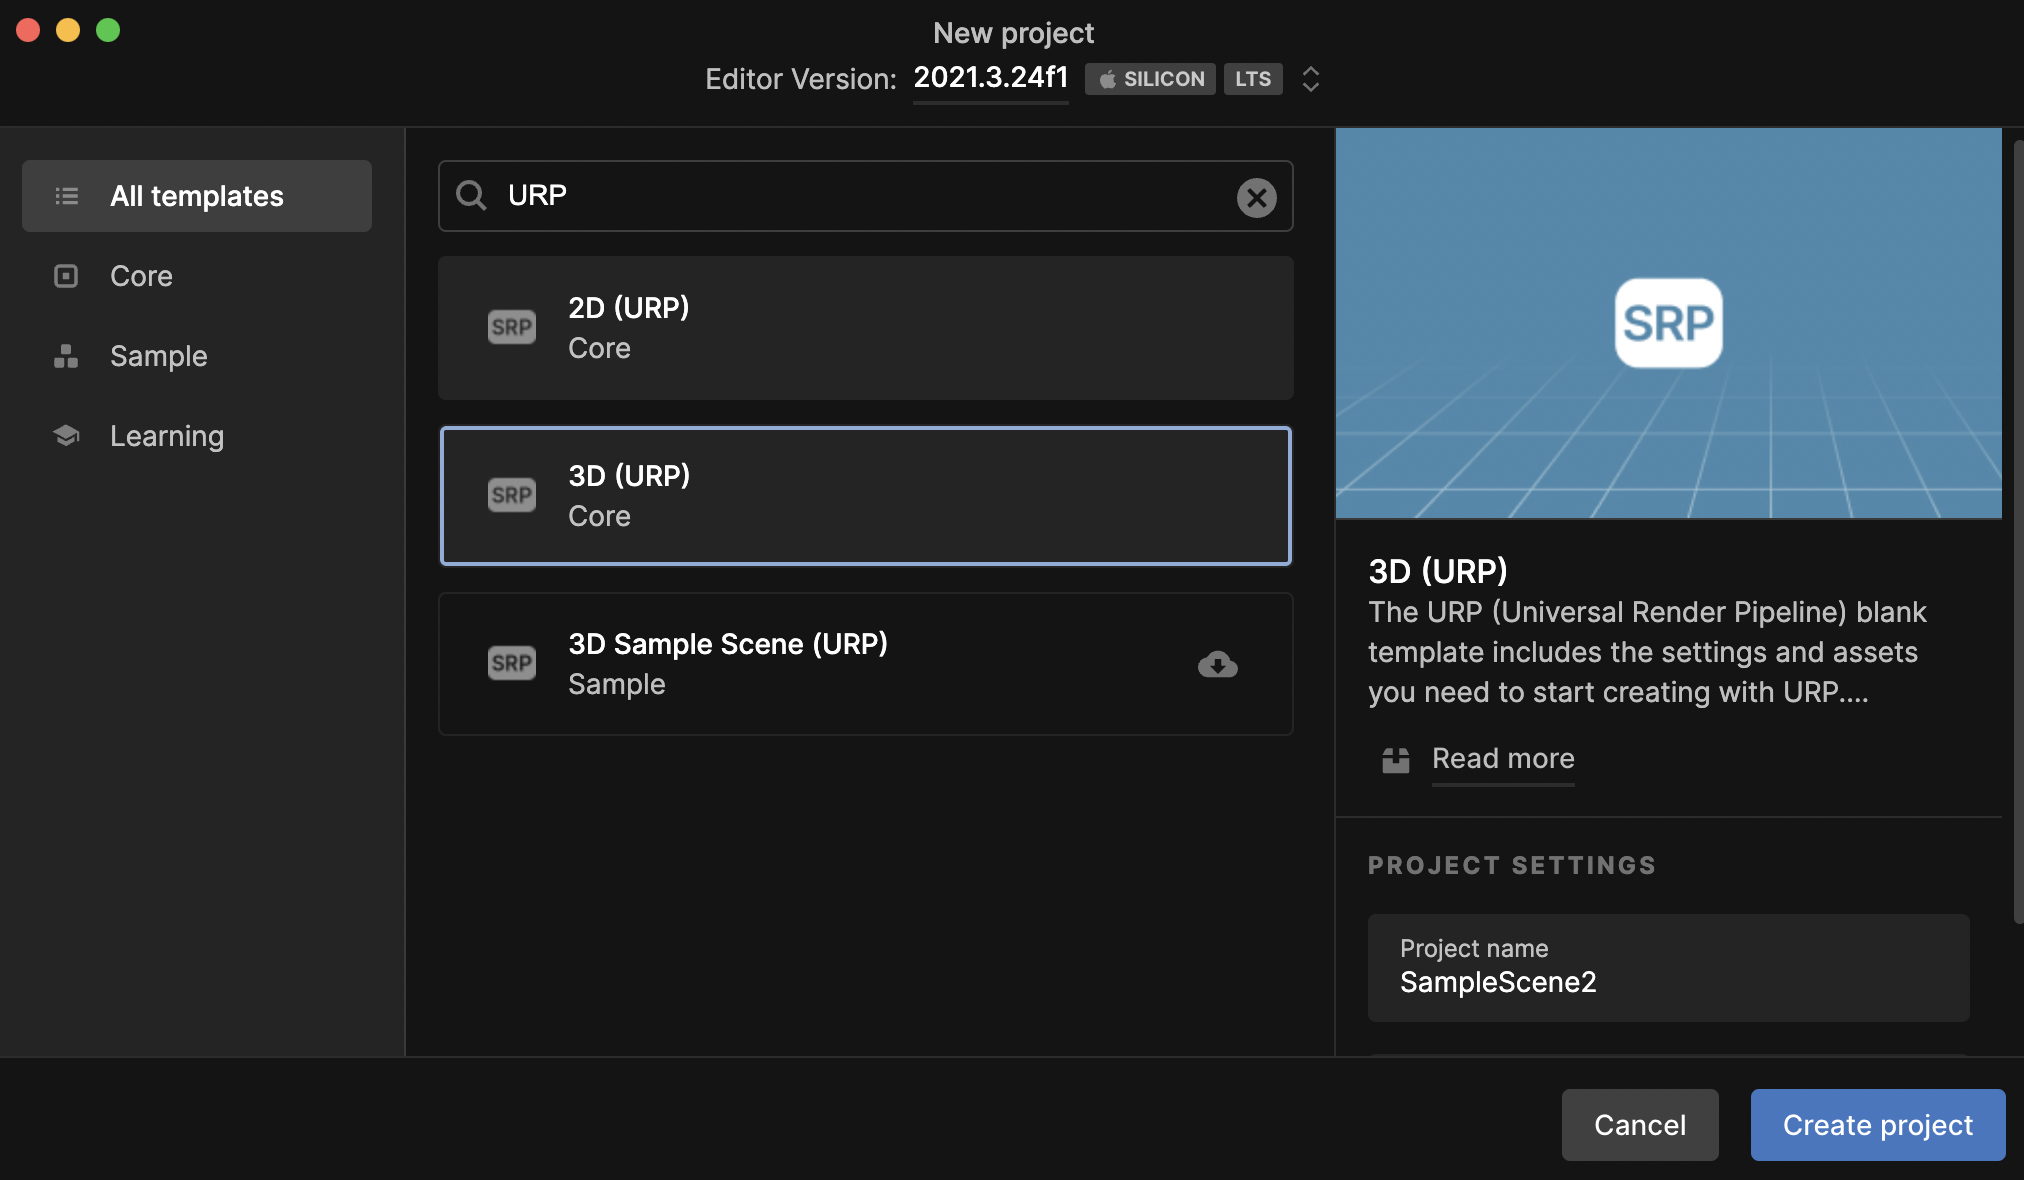 New project
Editor Version: 2021.3.24f1 SILICON LTS
All templates
Core
Sample
Learning
URP
SRP
2D (URP)
Core
SRP
3D (URP)
Core
SRP
3D Sample Scene (URP)
Sample
SRP
3D (URP)
The URP (Universal Render Pipeline) blank
template includes the settings and assets
you need to start creating with URP....
Read more
PROJECT SETTINGS
Project name
SampleScene2
Cancel
Create project